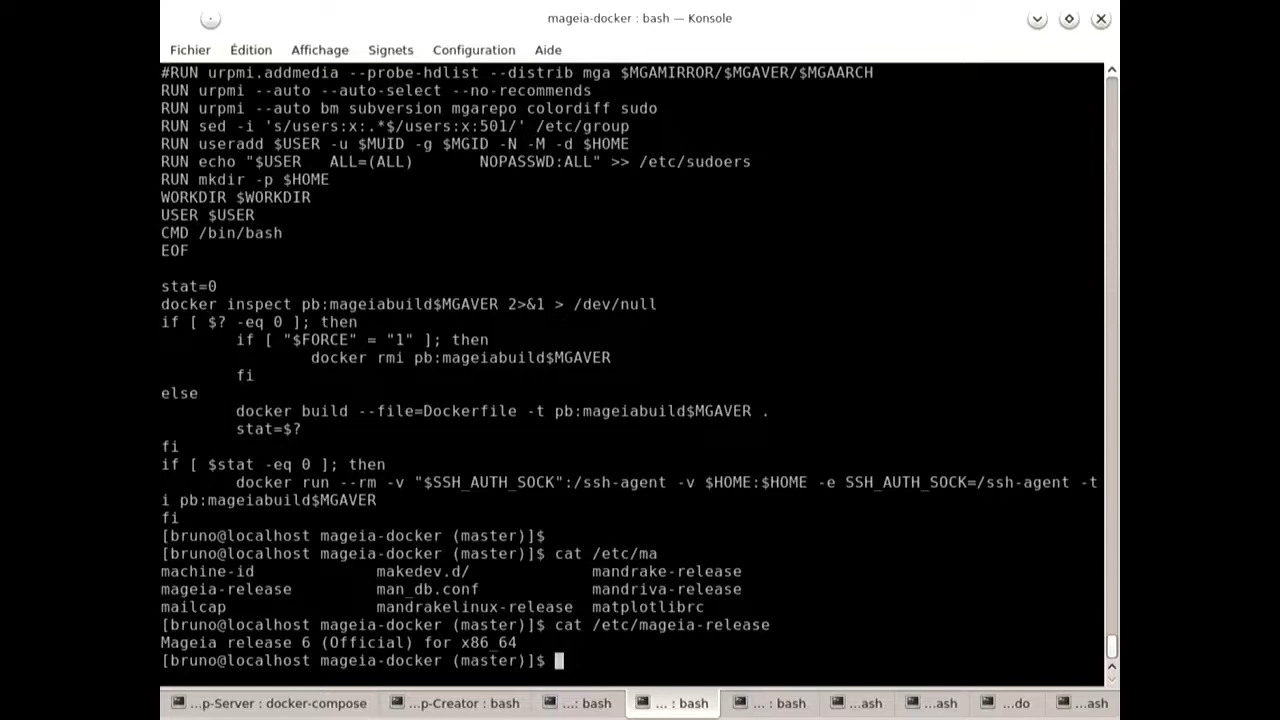 mageia-docker : bash — Konsole
Fichier Édition Affichage Signets Configuration Aide
#RUN urpmi.addmedia --probe-hdlist --distrib mga $MGAMIRROR/$MGAVER/$MGAARCH
RUN urpmi --auto --auto-select --no-recommends
RUN urpmi --auto bm subversion mgarepo colordiff sudo
RUN sed -i 's/users:x:.*$/users:x:501/' /etc/group
RUN useradd $USER -u $MUID -g $MGID -N -M -d $HOME
RUN echo "$USER   ALL=(ALL)       NOPASSWD:ALL" >> /etc/sudoers
RUN mkdir -p $HOME
WORKDIR $WORKDIR
USER $USER
CMD /bin/bash
EOF
stat=0
docker inspect pb:mageiabuild$MGAVER 2>&1 > /dev/null
if [ $? -eq 0 ]; then
        if [ "$FORCE" = "1" ]; then
                docker rmi pb:mageiabuild$MGAVER
        fi
else
        docker build --file=Dockerfile -t pb:mageiabuild$MGAVER .
        stat=$?
fi
if [ $stat -eq 0 ]; then
        docker run --rm -v "$SSH_AUTH_SOCK":/ssh-agent -v $HOME:$HOME -e SSH_AUTH_SOCK=/ssh-agent -t
i pb:mageiabuild$MGAVER
fi
[bruno@localhost mageia-docker (master)]$
[bruno@localhost mageia-docker (master)]$ cat /etc/ma
machine-id             makedev.d/             mandrake-release
mageia-release         man_db.conf            mandriva-release
mailcap                mandrakelinux-release  matplotlibrc
[bruno@localhost mageia-docker (master)]$ cat /etc/mageia-release
Mageia release 6 (Official) for x86_64
[bruno@localhost mageia-docker (master)]$
...p-Server : docker-compose ...p-Creator : bash ...: bash ... : bash ... : bash ...ash ...ash ...do ...ash